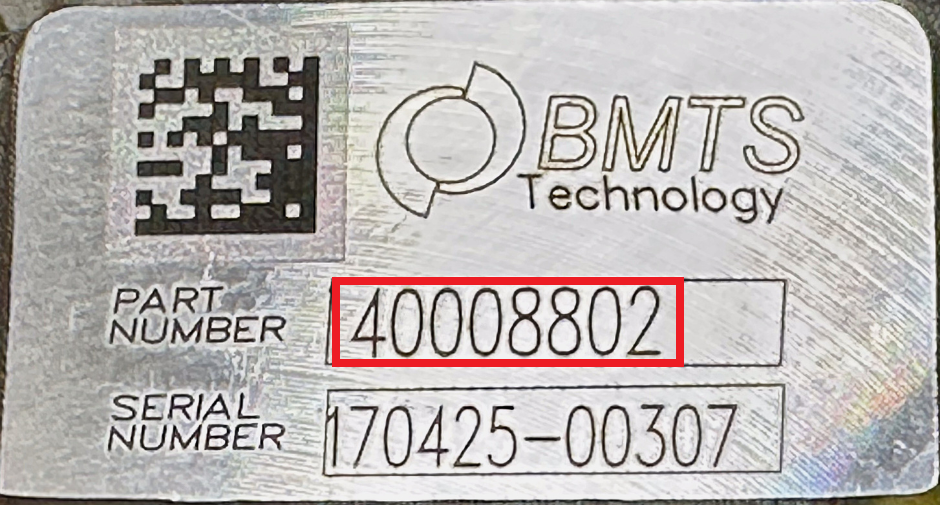 BMTS
Technology
PART
NUMBER
40008802
SERIAL
NUMBER
170425-00307